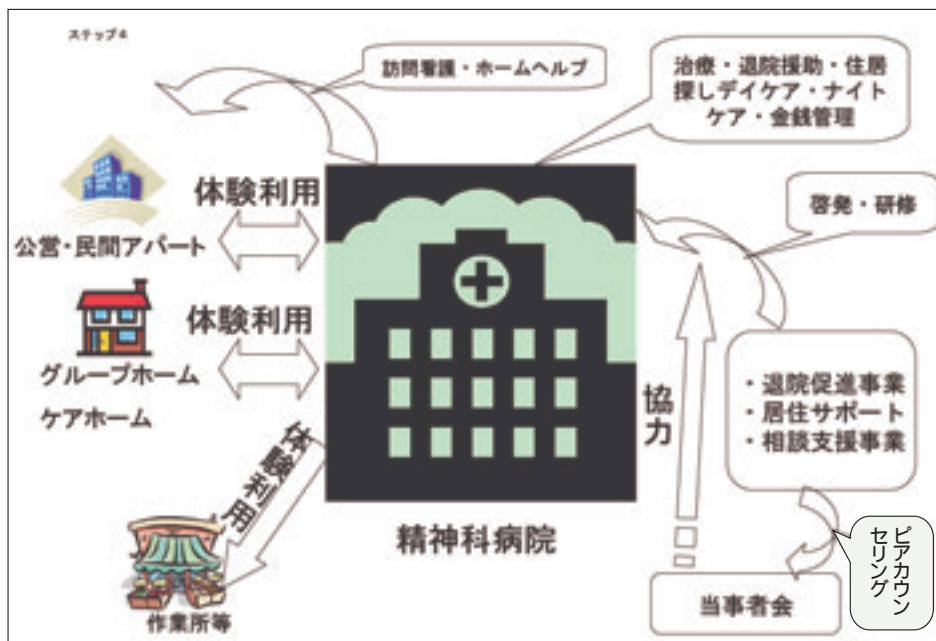 ステップ4
訪問看護・ホームヘルプ
治療・退院援助・住居
探しデイケア・ナイト
ケア・金銭管理
体験利用
公営・民間アパート
啓発・研修
体験利用
グループホーム
ケアホーム
協力
・退院促進事業
・居住サポート
・相談支援事業
体験利用
精神科病院
ピアカウン
セリング
当事者会
作業所等